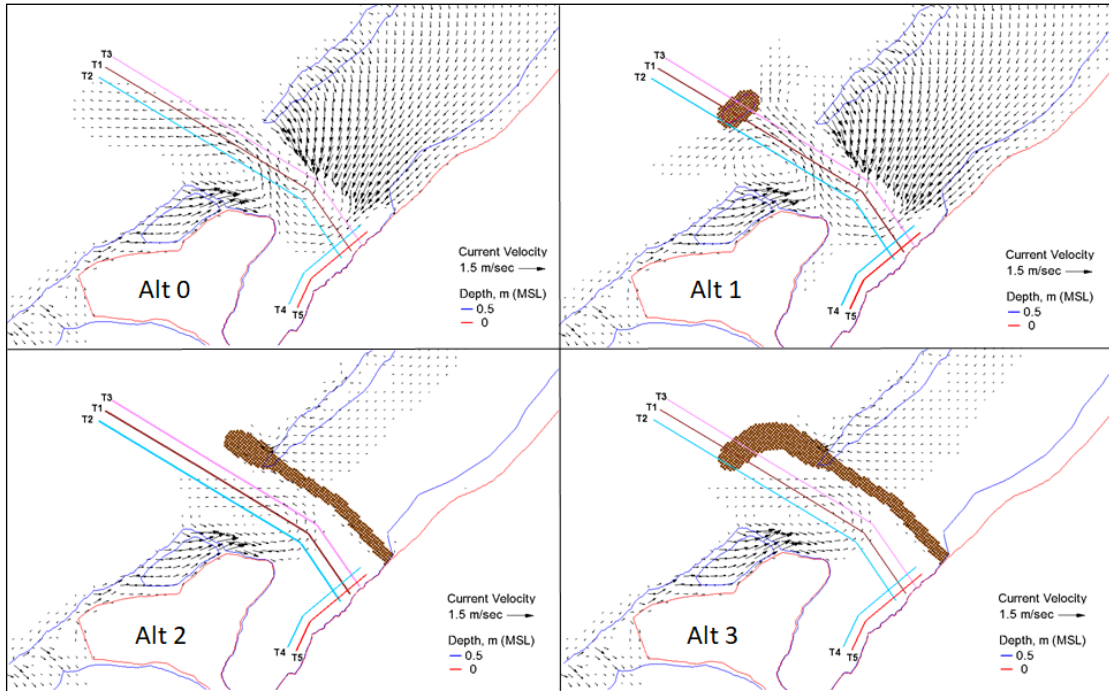 T3
T1
T2
Current Velocity
1.5 m/sec
Depth, m (MSL)
0.5
0
Alt 0
T4
T5
T3
T1
T2
Current Velocity
1.5 m/sec
Depth, m (MSL)
0.5
0
Alt 1
T4
T5
T3
T1
T2
Current Velocity
1.5 m/sec
Depth, m (MSL)
0.5
0
Alt 2
T4
T5
T3
T1
T2
Current Velocity
1.5 m/sec
Depth, m (MSL)
0.5
0
Alt 3
T4
T5